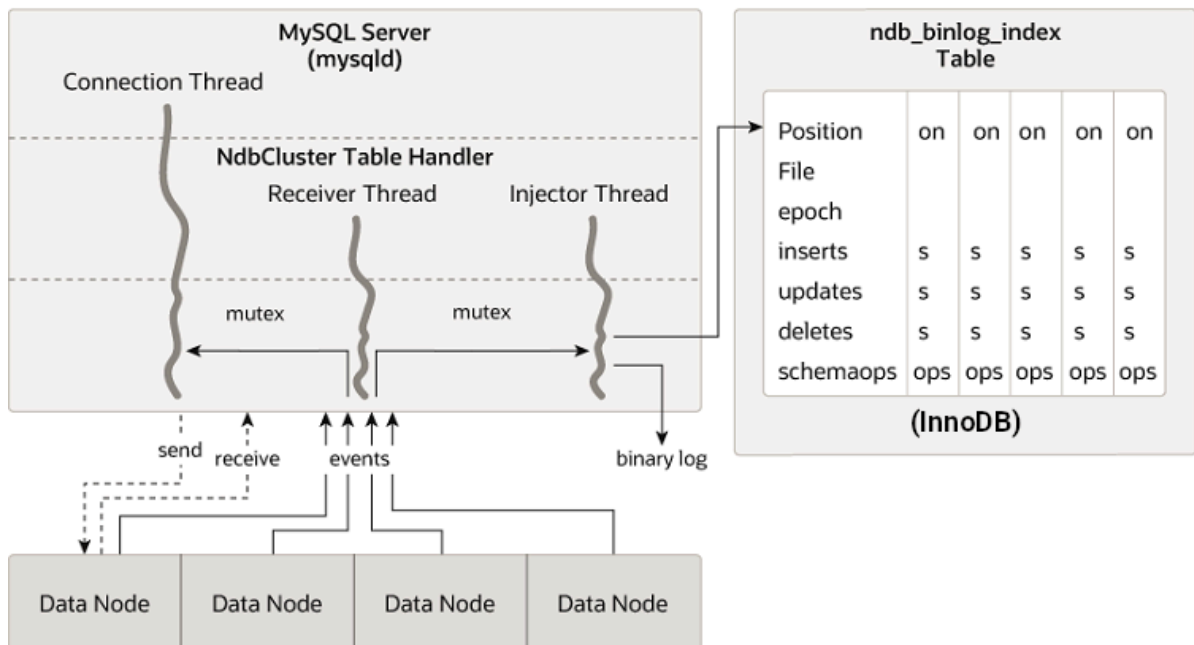 MySQL Server
(mysqld)
Connection Thread
NdbCluster Table Handler
Receiver Thread
Injector Thread
mutex
mutex
send
receive
events
binary log
Data Node
Data Node
Data Node
Data Node
ndb_binlog_index
Table
Position on on on on on
File
epoch
inserts s s s s s
updates s s s s s
deletes s s s s s
schemaops ops ops ops ops ops
(InnoDB)